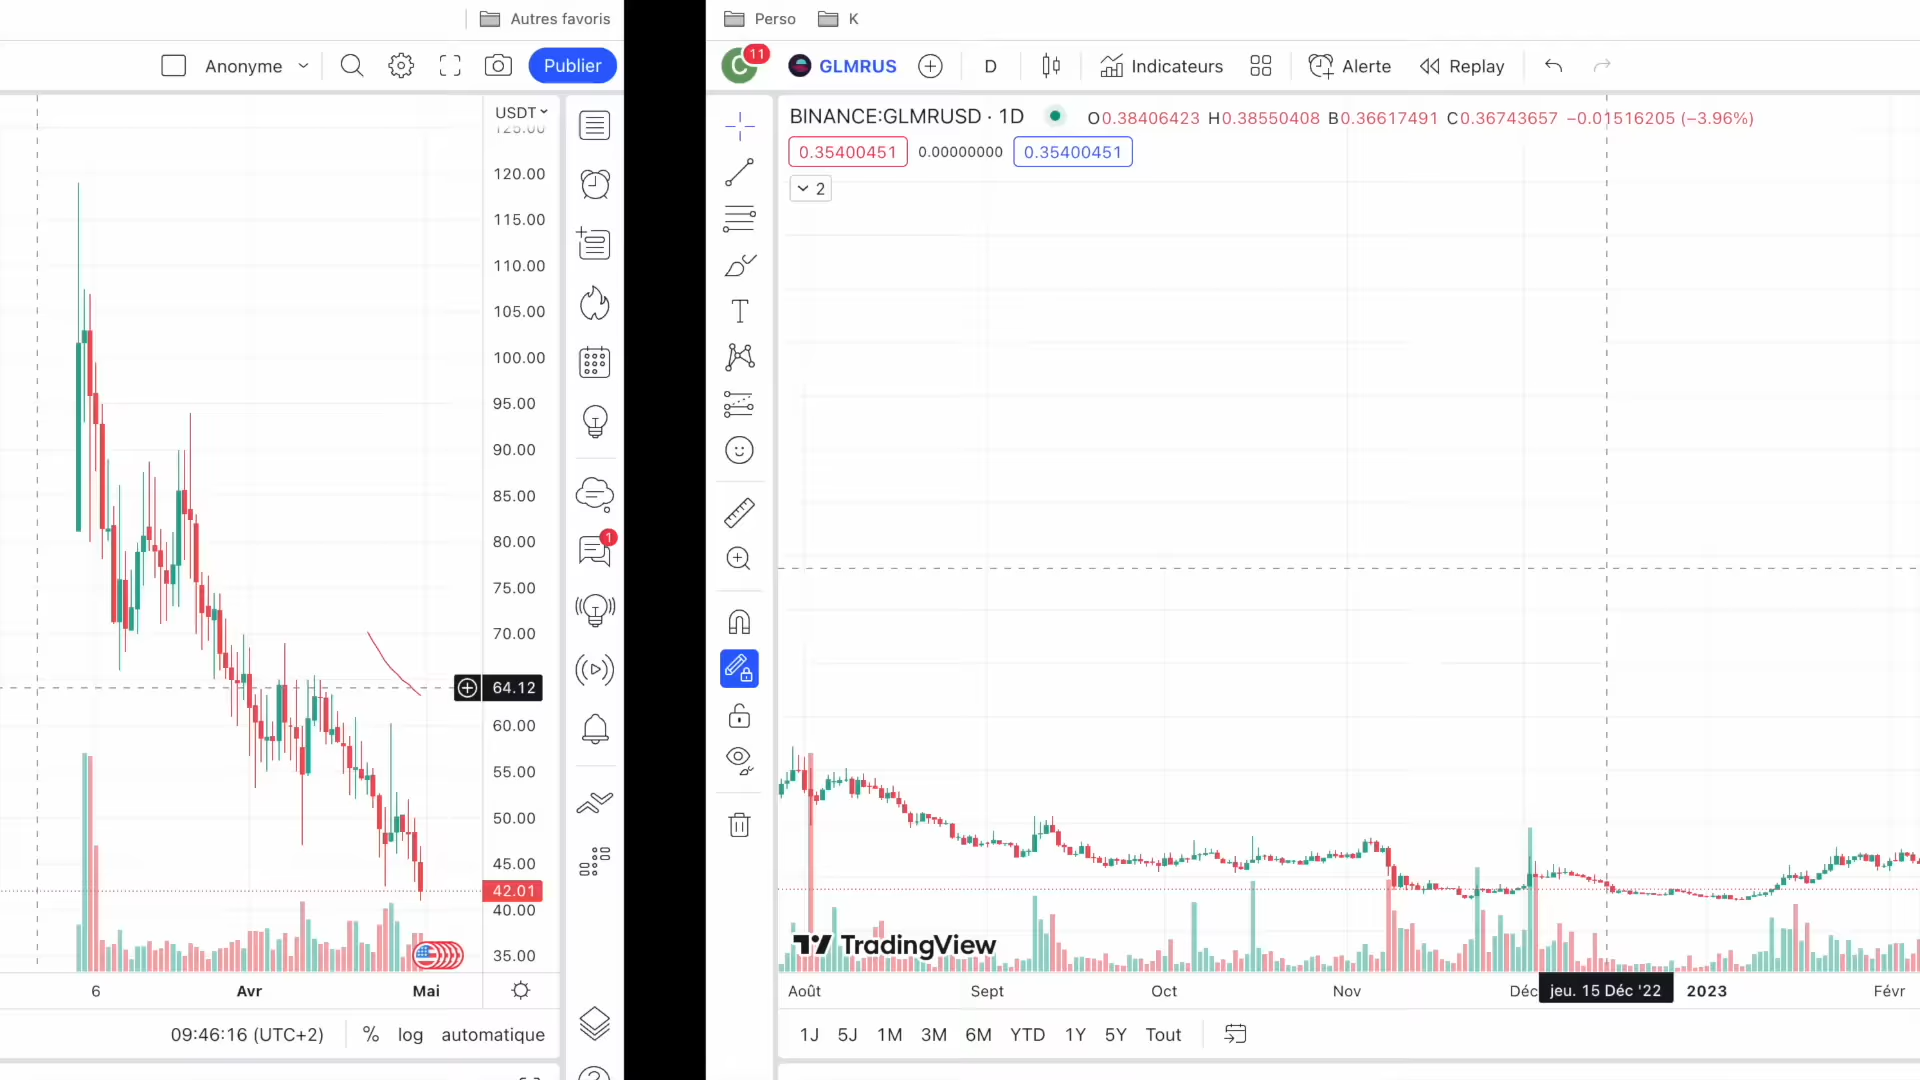 Autres favoris
Anonyme
Publier
USDT
125.00
120.00
115.00
110.00
105.00
100.00
95.00
90.00
85.00
80.00
75.00
70.00
64.12
60.00
55.00
50.00
45.00
42.01
40.00
35.00
1
6 Avr Mai
09:46:16 (UTC+2) % log automatique
Perso K
C 11 GLMRUS D Indicateurs Alerte Replay
BINANCE:GLMRUSD · 1D O0.38406423 H0.38550408 B0.36617491 C0.36743657 −0.01516205 (−3.96%)
0.35400451 0.00000000 0.35400451
2
TradingView
Août Sept Oct Nov Déc jeu. 15 Déc '22 2023 Févr
1J 5J 1M 3M 6M YTD 1Y 5Y Tout